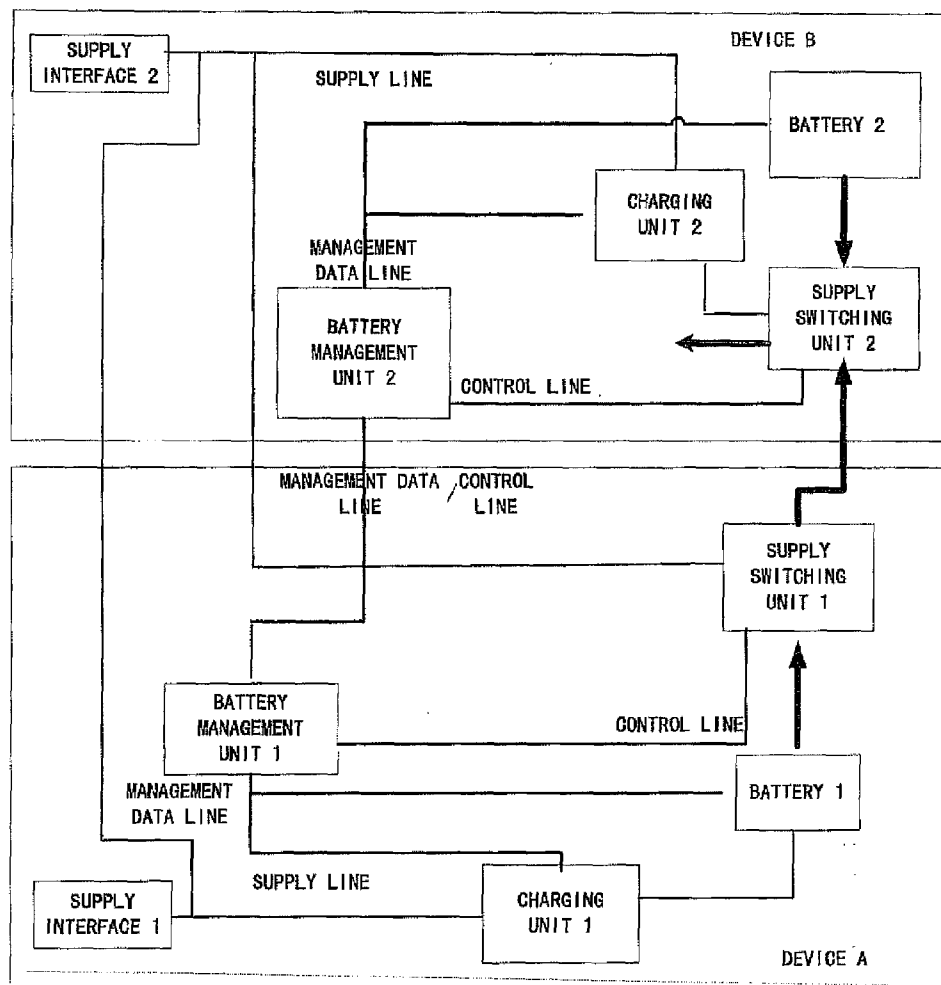 DEVICE B
SUPPLY
INTERFACE 2
SUPPLY LINE
BATTERY 2
CHARGING
UNIT 2
MANAGEMENT
DATA LINE
SUPPLY
SWITCHING
UNIT 2
BATTERY
MANAGEMENT
UNIT 2
CONTROL LINE
MANAGEMENT DATA
LINE
/CONTROL
LINE
SUPPLY
SWITCHING
UNIT 1
BATTERY
MANAGEMENT
UNIT 1
CONTROL LINE
MANAGEMENT
DATA LINE
BATTERY 1
SUPPLY LINE
SUPPLY
INTERFACE 1
CHARGING
UNIT 1
DEVICE A